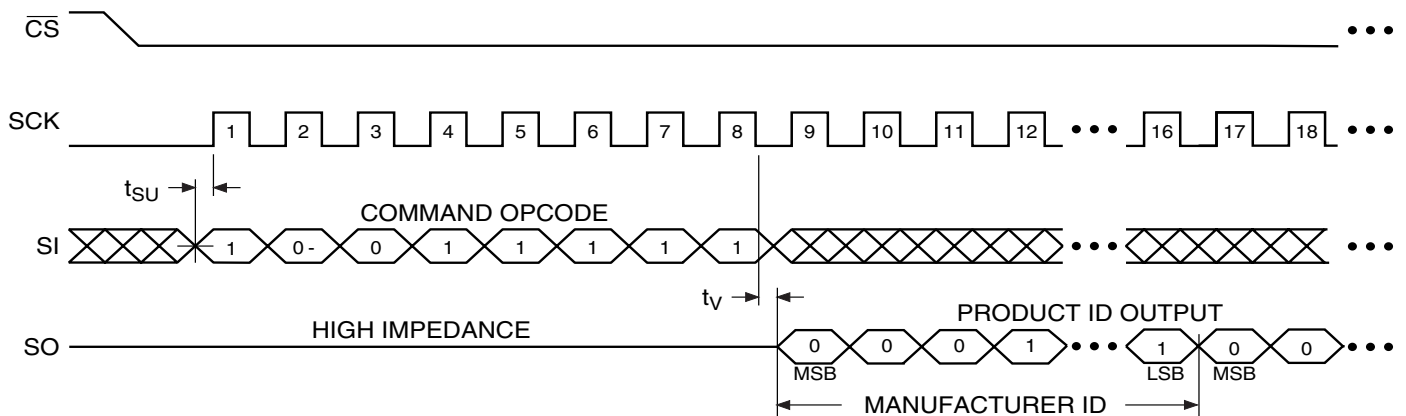 CS
SCK
1 2 3 4 5 6 7 8 9 10 11 12 ••• 16 17 18 •••
tSU
COMMAND OPCODE
SI
1 0- 0 1 1 1 1 1
tV
HIGH IMPEDANCE
PRODUCT ID OUTPUT
SO
0 0 0 1 ••• 1 0 0 •••
MSB LSB MSB
MANUFACTURER ID